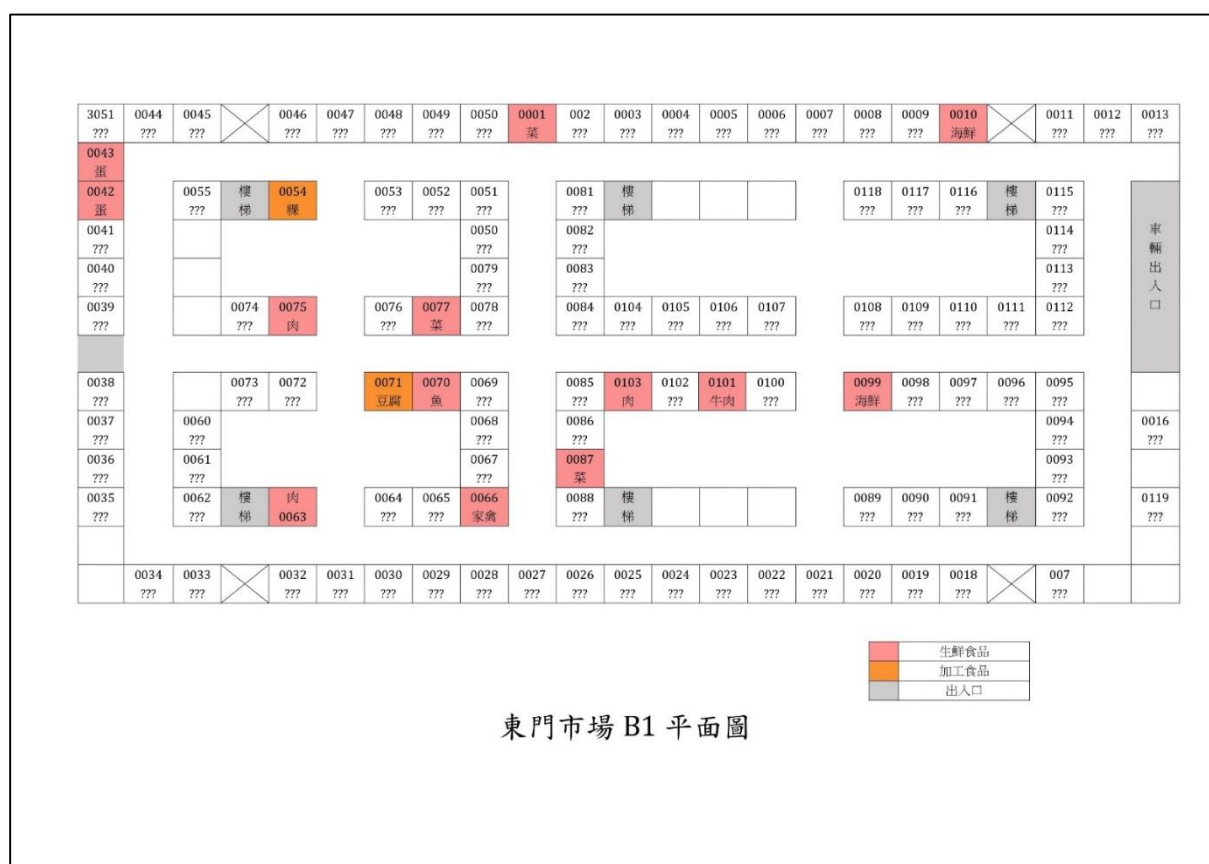 3051 0044 0045 0046 0047 0048 0049 0050 0001 002 0003 0004 0005 0006 0007 0008 0009 0010 0011 0012 0013
??? ??? ??? ??? ??? ??? ??? ??? 菜 ??? ??? ??? ??? ??? ??? ??? ??? 海鮮 ??? ??? ???
0043
蛋
0042 0055 樓 0054 0053 0052 0051 0081 樓 0118 0117 0116 樓 0115
蛋 ??? 梯 粿 ??? ??? ??? ??? 梯 ??? ??? ??? 梯 ???
0041 0050 0082 0114 車
??? ??? ??? ??? 輛
0040 0079 0083 0113 出
??? ??? ??? ??? 入
口
0039 0074 0075 0076 0077 0078 0084 0104 0105 0106 0107 0108 0109 0110 0111 0112
??? ??? 肉 ??? 菜 ??? ??? ??? ??? ??? ??? ??? ??? ??? ??? ???
0038 0073 0072 0071 0070 0069 0085 0103 0102 0101 0100 0099 0098 0097 0096 0095
??? ??? ??? 豆腐 魚 ??? ??? 肉 ??? 牛肉 ??? 海鮮 ??? ??? ??? ???
0037 0060 0068 0086 0094 0016
??? ??? ??? ??? ??? ???
0036 0061 0067 0087 0093
??? ??? ??? 菜 ???
0035 0062 樓 肉 0064 0065 0066 0088 樓 0089 0090 0091 樓 0092 0119
??? ??? 梯 0063 ??? ??? 家禽 ??? 梯 ??? ??? ??? 梯 ??? ???
0034 0033 0032 0031 0030 0029 0028 0027 0026 0025 0024 0023 0022 0021 0020 0019 0018 007
??? ??? ??? ??? ??? ??? ??? ??? ??? ??? ??? ??? ??? ??? ??? ??? ??? ???
生鮮食品
加工食品
出入口
東門市場 B1 平面圖